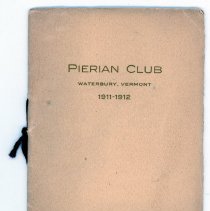 PIERIAN CLUB
WATERBURY, VERMONT
1911-1912